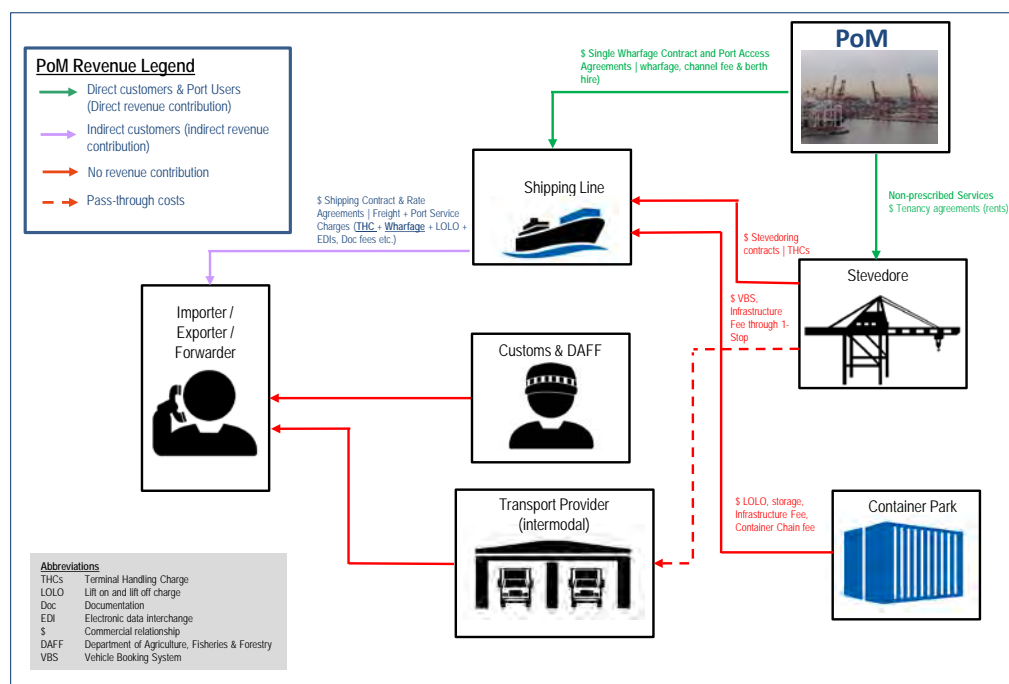 PoM Revenue Legend
Direct customers & Port Users
(Direct revenue contribution)
Indirect customers (indirect revenue
contribution)
No revenue contribution
Pass-through costs
$ Single Wharfage Contract and Port Access
Agreements | wharfage, channel fee & berth
hire)
PoM
Shipping Line
$ Shipping Contract & Rate
Agreements | Freight + Port Service
Charges (THC + Wharfage + LOLO +
EDIs, Doc fees etc.)
Non-prescribed Services
$ Tenancy agreements (rents)
$ Stevedoring
contracts | THCs
Stevedore
$ VBS,
Infrastructure
Fee through 1-
Stop
Importer /
Exporter /
Forwarder
Customs & DAFF
Transport Provider
(intermodal)
$ LOLO, storage,
Infrastructure Fee,
Container Chain fee
Container Park
Abbreviations
THCs Terminal Handling Charge
LOLO Lift on and lift off charge
Doc Documentation
EDI Electronic data interchange
$ Commercial relationship
DAFF Department of Agriculture, Fisheries & Forestry
VBS Vehicle Booking System